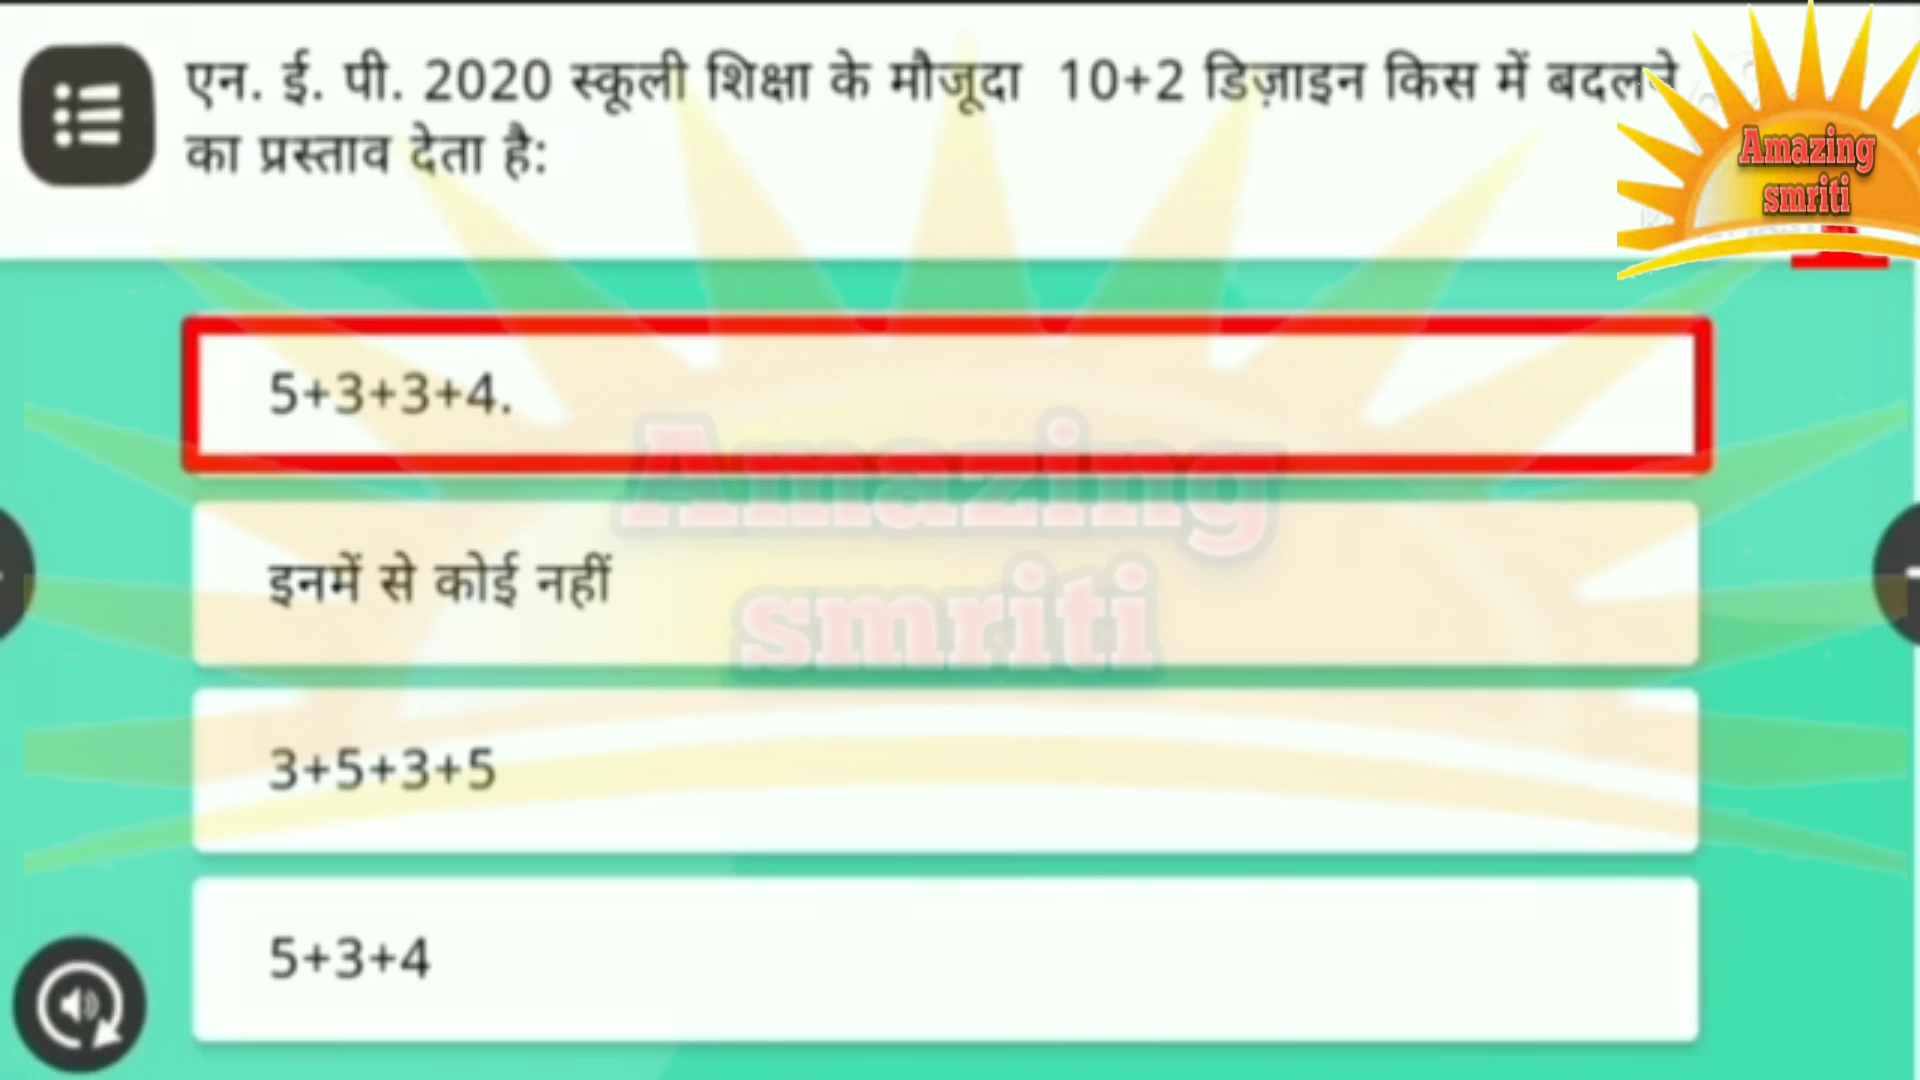 एन. ई. पी. 2020 स्कूली शिक्षा के मौजूदा 10+2 डिज़ाइन किस में बदलने
का प्रस्ताव देता है:
Amazing
smriti
5+3+3+4.
Amazing
smriti
इनमें से कोई नहीं
3+5+3+5
5+3+4